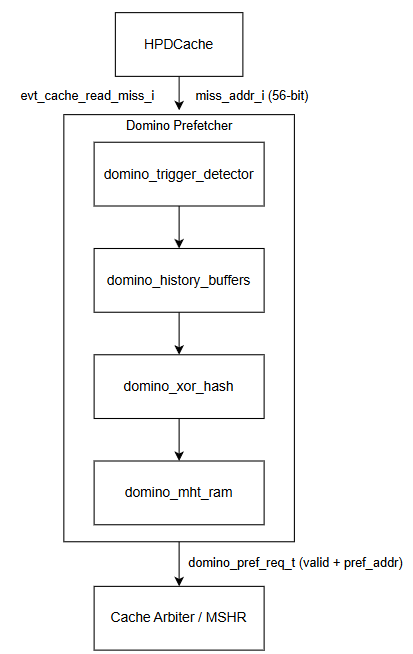 HPDCache
evt_cache_read_miss_i
miss_addr_i (56-bit)
Domino Prefetcher
domino_trigger_detector
domino_history_buffers
domino_xor_hash
domino_mht_ram
domino_pref_req_t (valid + pref_addr)
Cache Arbiter / MSHR